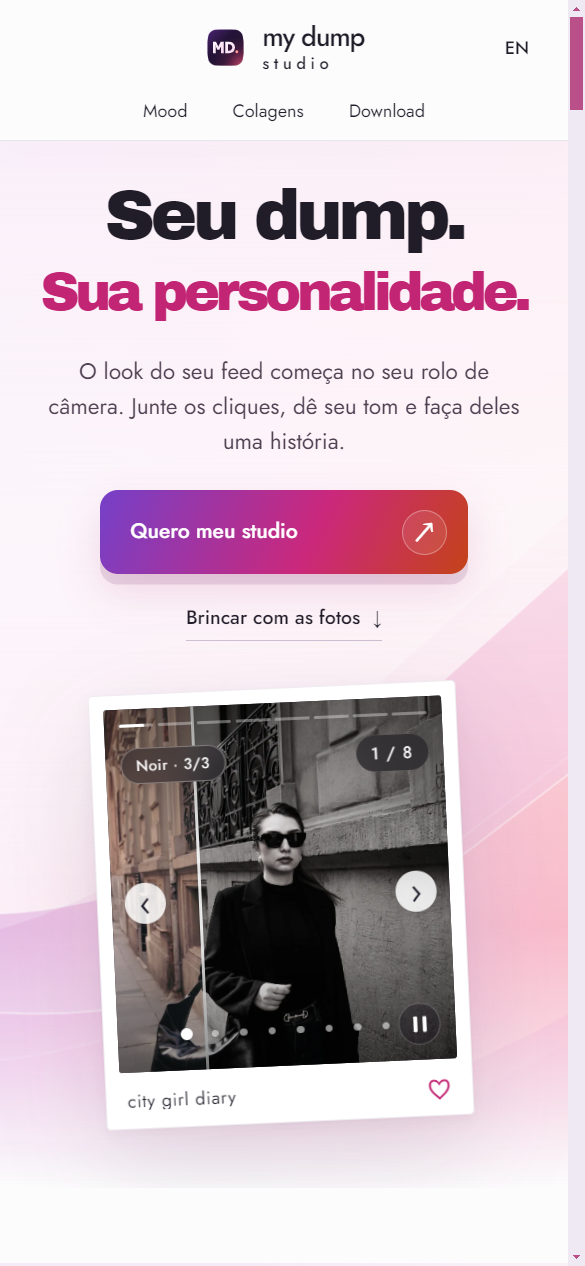 MD.
my dump
studio
EN
Mood
Colagens
Download
Seu dump.
Sua personalidade.
O look do seu feed começa no seu rolo de
câmera. Junte os cliques, dê seu tom e faça deles
uma história.
Quero meu studio ↗
Brincar com as fotos ↓
Noir · 3/3
1 / 8
city girl diary